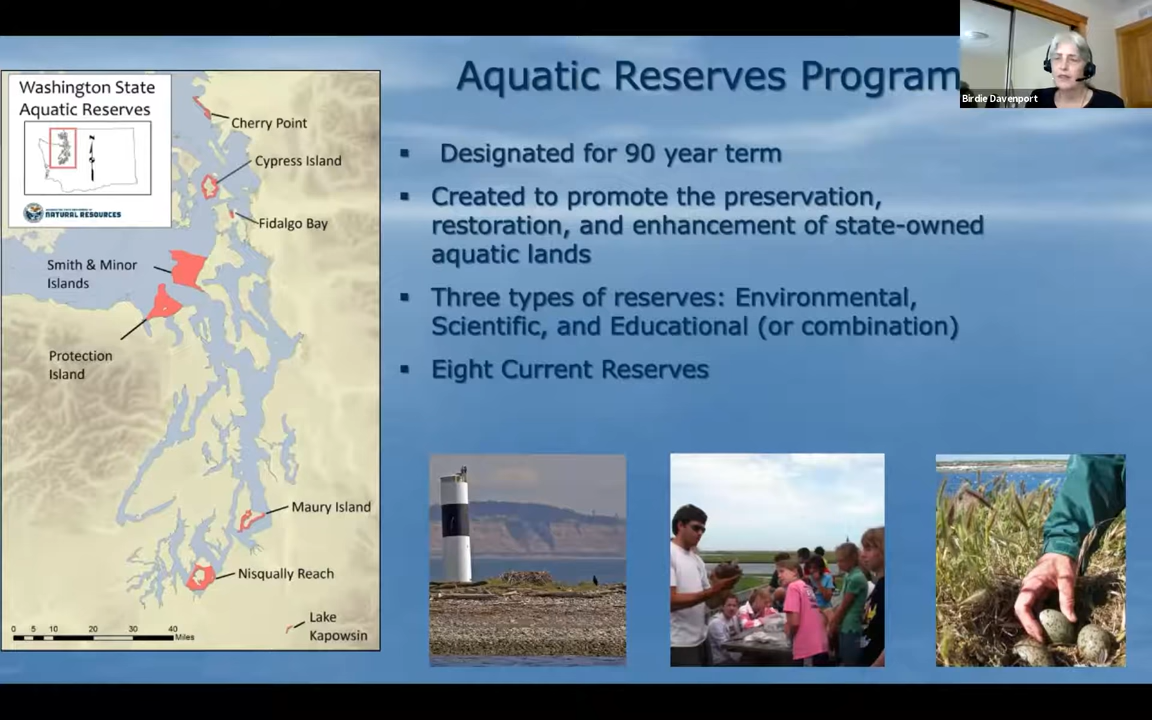 Washington State
Aquatic Reserves
NATURAL RESOURCES
Cherry Point
Cypress Island
Fidalgo Bay
Smith & Minor
Islands
Protection
Island
Maury Island
Nisqually Reach
Lake
Kapowsin
0 5 10 20 30 40
Miles
Aquatic Reserves Program
Birdie Davenport
▪ Designated for 90 year term
▪ Created to promote the preservation,
restoration, and enhancement of state-owned
aquatic lands
▪ Three types of reserves: Environmental,
Scientific, and Educational (or combination)
▪ Eight Current Reserves